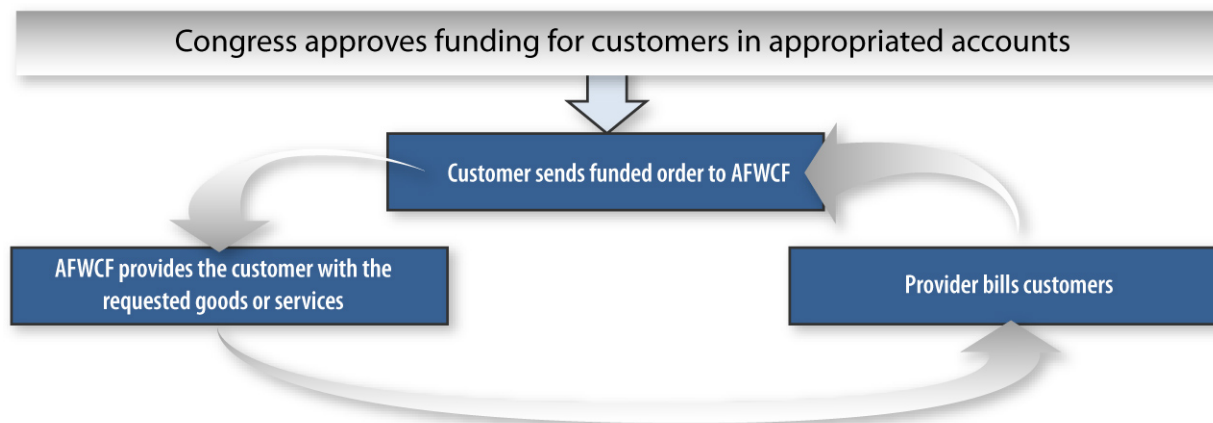 Congress approves funding for customers in appropriated accounts
Customer sends funded order to AFWCF
AFWCF provides the customer with the
requested goods or services
Provider bills customers